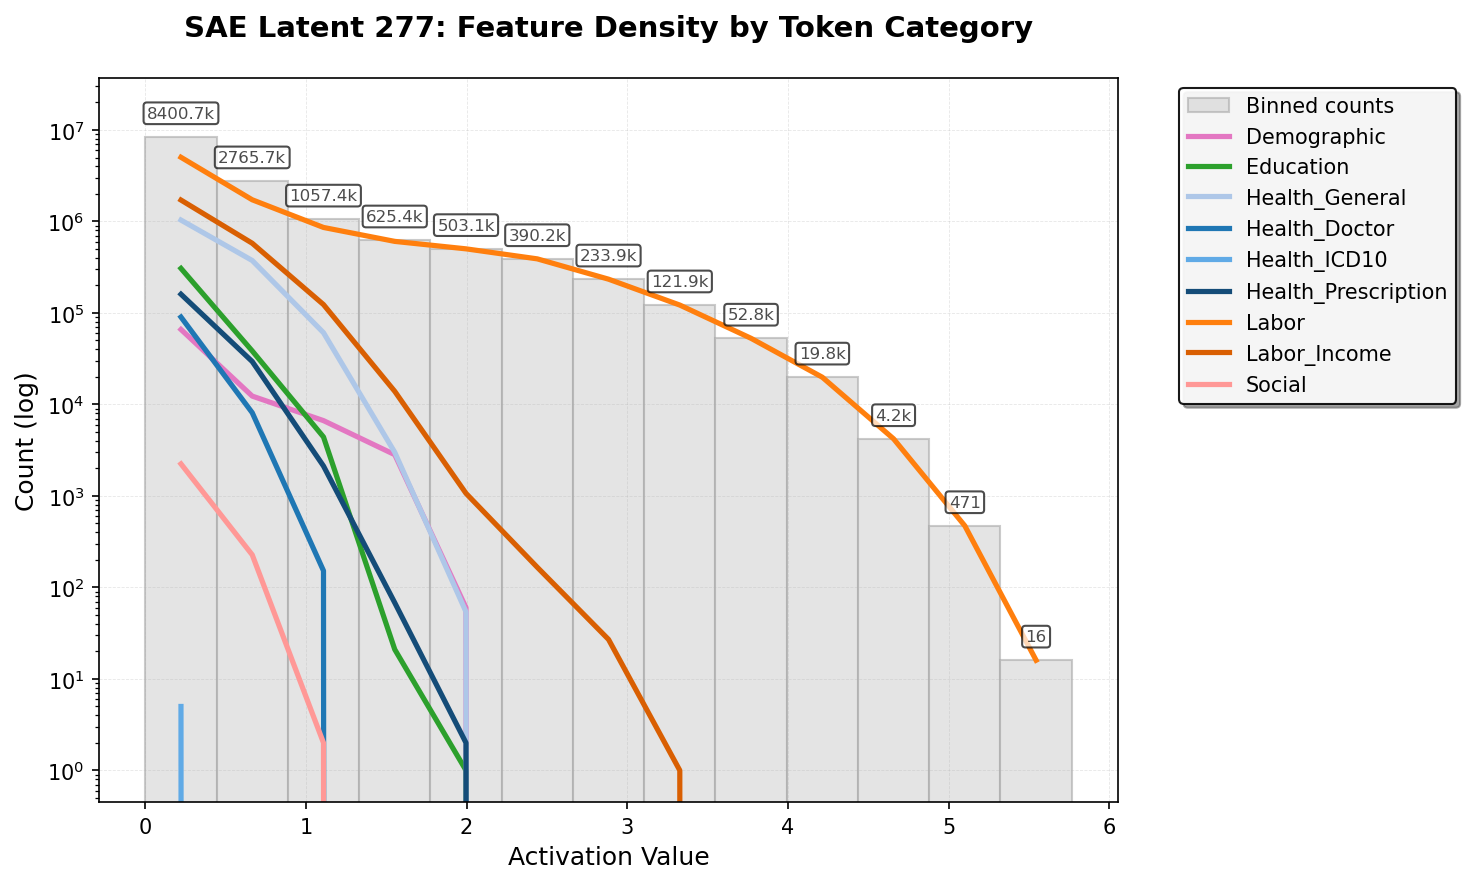 SAE Latent 277: Feature Density by Token Category
8400.7k
2765.7k
1057.4k
625.4k
503.1k
390.2k
233.9k
121.9k
52.8k
19.8k
4.2k
471
16
Count (log)
10⁷
10⁶
10⁵
10⁴
10³
10²
10¹
10⁰
0 1 2 3 4 5 6
Activation Value
Binned counts
Demographic
Education
Health_General
Health_Doctor
Health_ICD10
Health_Prescription
Labor
Labor_Income
Social